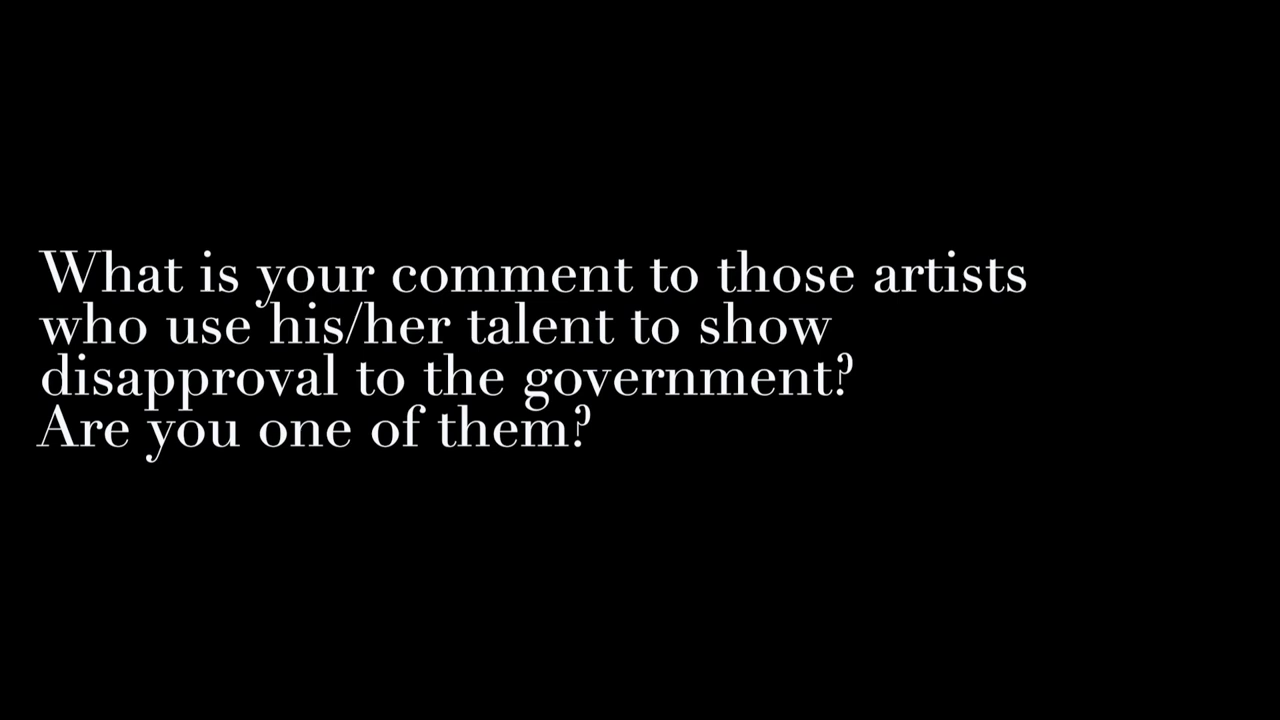 What is your comment to those artists
who use his/her talent to show
disapproval to the government?
Are you one of them?